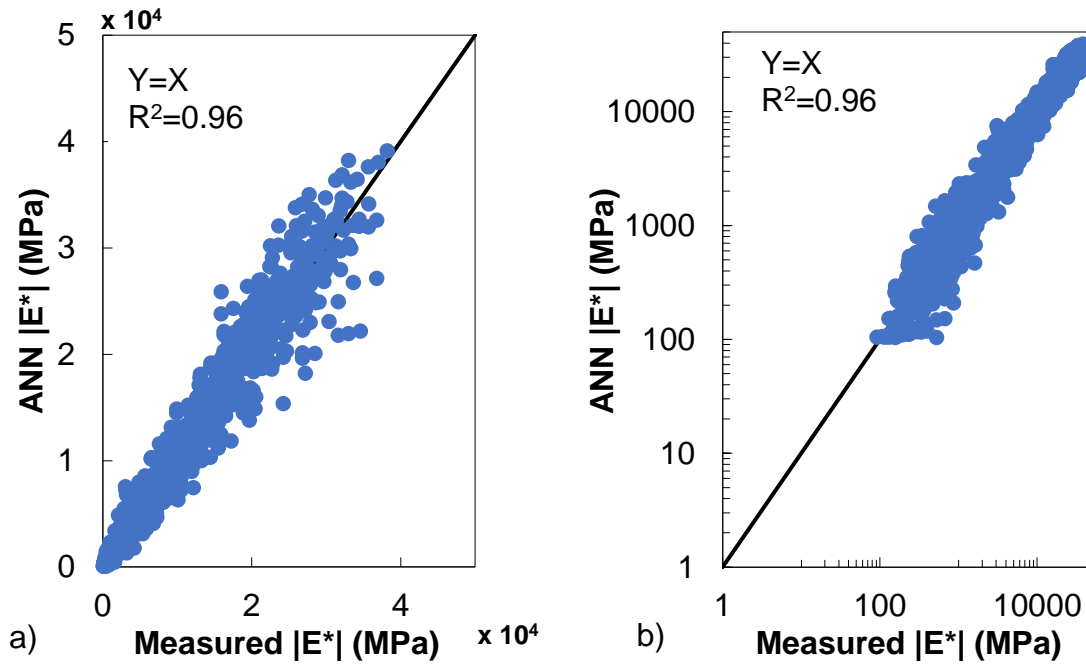 x 10⁴
5
4
3
2
1
0
ANN |E*| (MPa)
Y=X
R²=0.96
0
2
4
Measured |E*| (MPa)
x 10⁴
a)
10000
1000
100
10
1
ANN |E*| (MPa)
Y=X
R²=0.96
1
100
10000
Measured |E*| (MPa)
b)